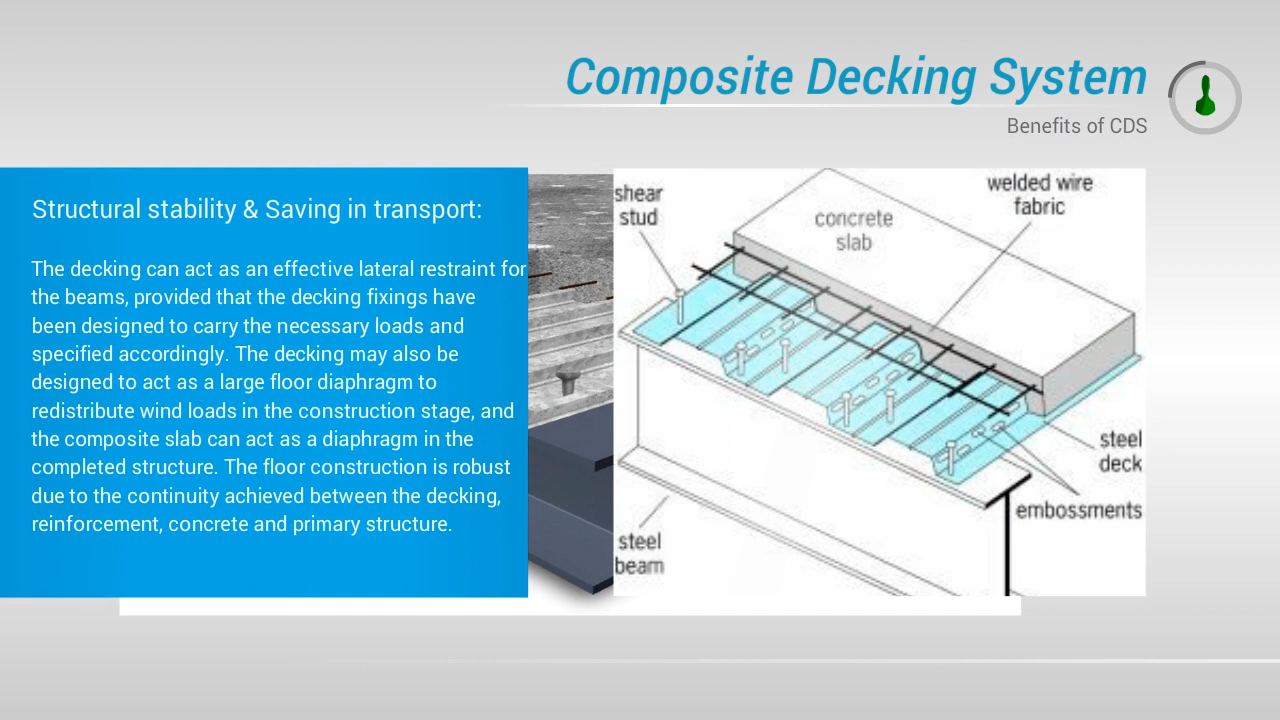 Composite Decking System
Benefits of CDS
Structural stability & Saving in transport:
The decking can act as an effective lateral restraint for
the beams, provided that the decking fixings have
been designed to carry the necessary loads and
specified accordingly. The decking may also be
designed to act as a large floor diaphragm to
redistribute wind loads in the construction stage, and
the composite slab can act as a diaphragm in the
completed structure. The floor construction is robust
due to the continuity achieved between the decking,
reinforcement, concrete and primary structure.
shear
stud
concrete
slab
welded wire
fabric
steel
deck
embossments
steel
beam